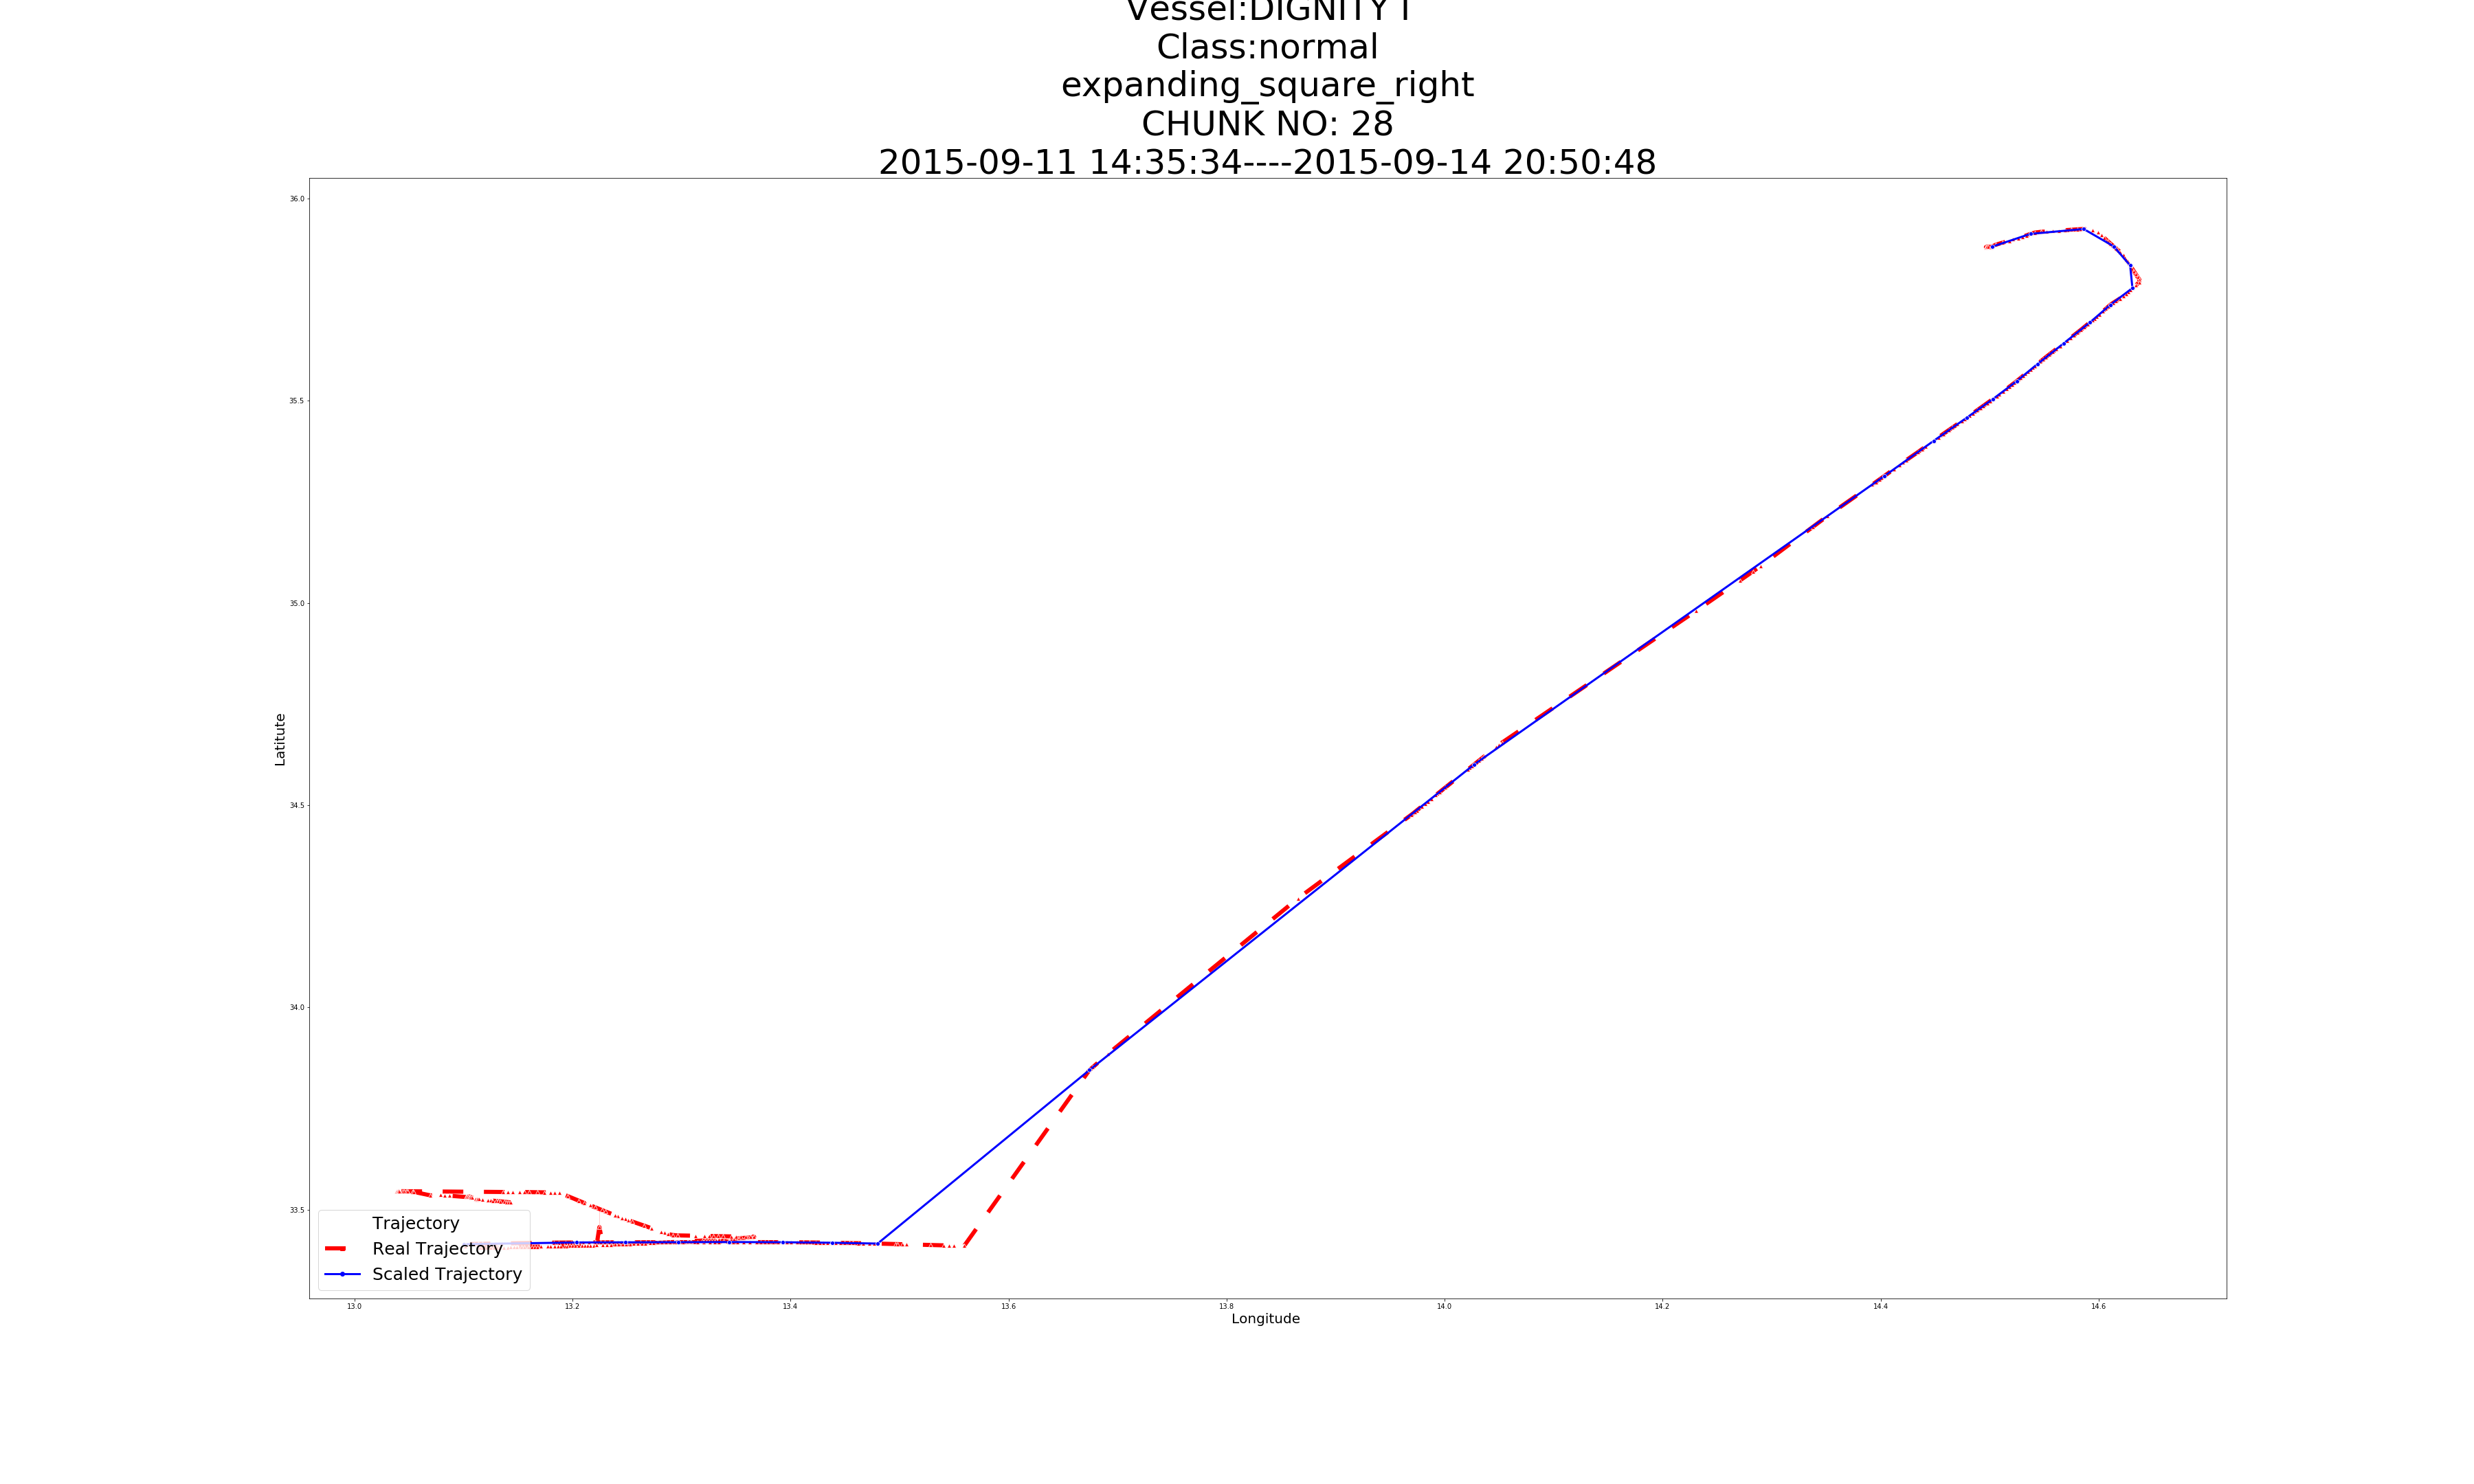 Vessel:DIGNITY I
Class:normal
expanding_square_right
CHUNK NO: 28
2015-09-11 14:35:34----2015-09-14 20:50:48
36.0
35.5
35.0
34.5
34.0
33.5
Latitute
Trajectory
Real Trajectory
Scaled Trajectory
13.0 13.2 13.4 13.6 13.8 14.0 14.2 14.4 14.6
Longitude